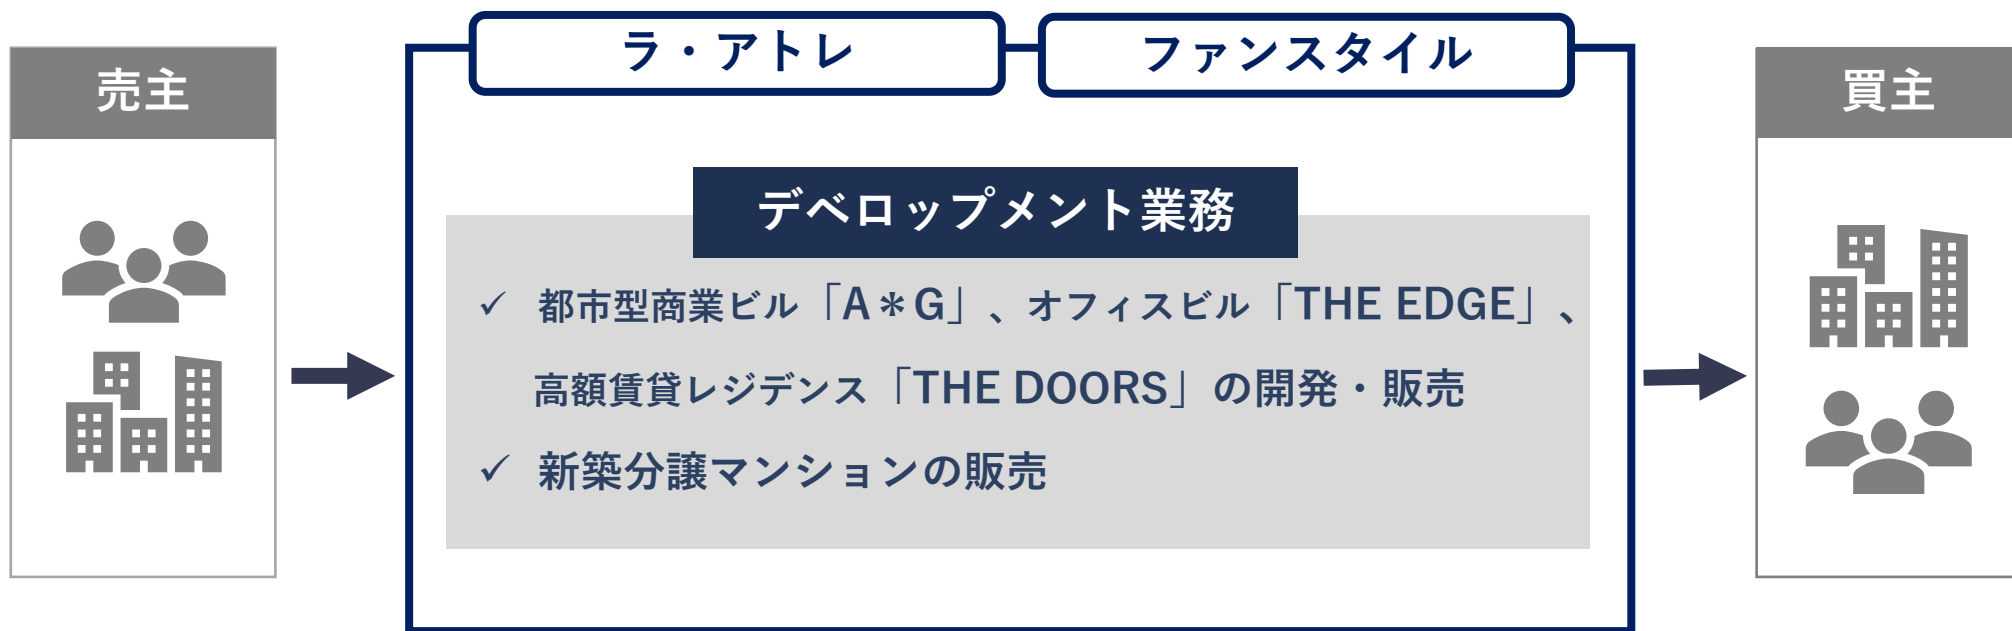 売主
ラ・アトレ
ファンスタイル
買主
デベロップメント業務
✓ 都市型商業ビル「A＊G」、オフィスビル「THE EDGE」、
高額賃貸レジデンス「THE DOORS」の開発・販売
✓ 新築分譲マンションの販売